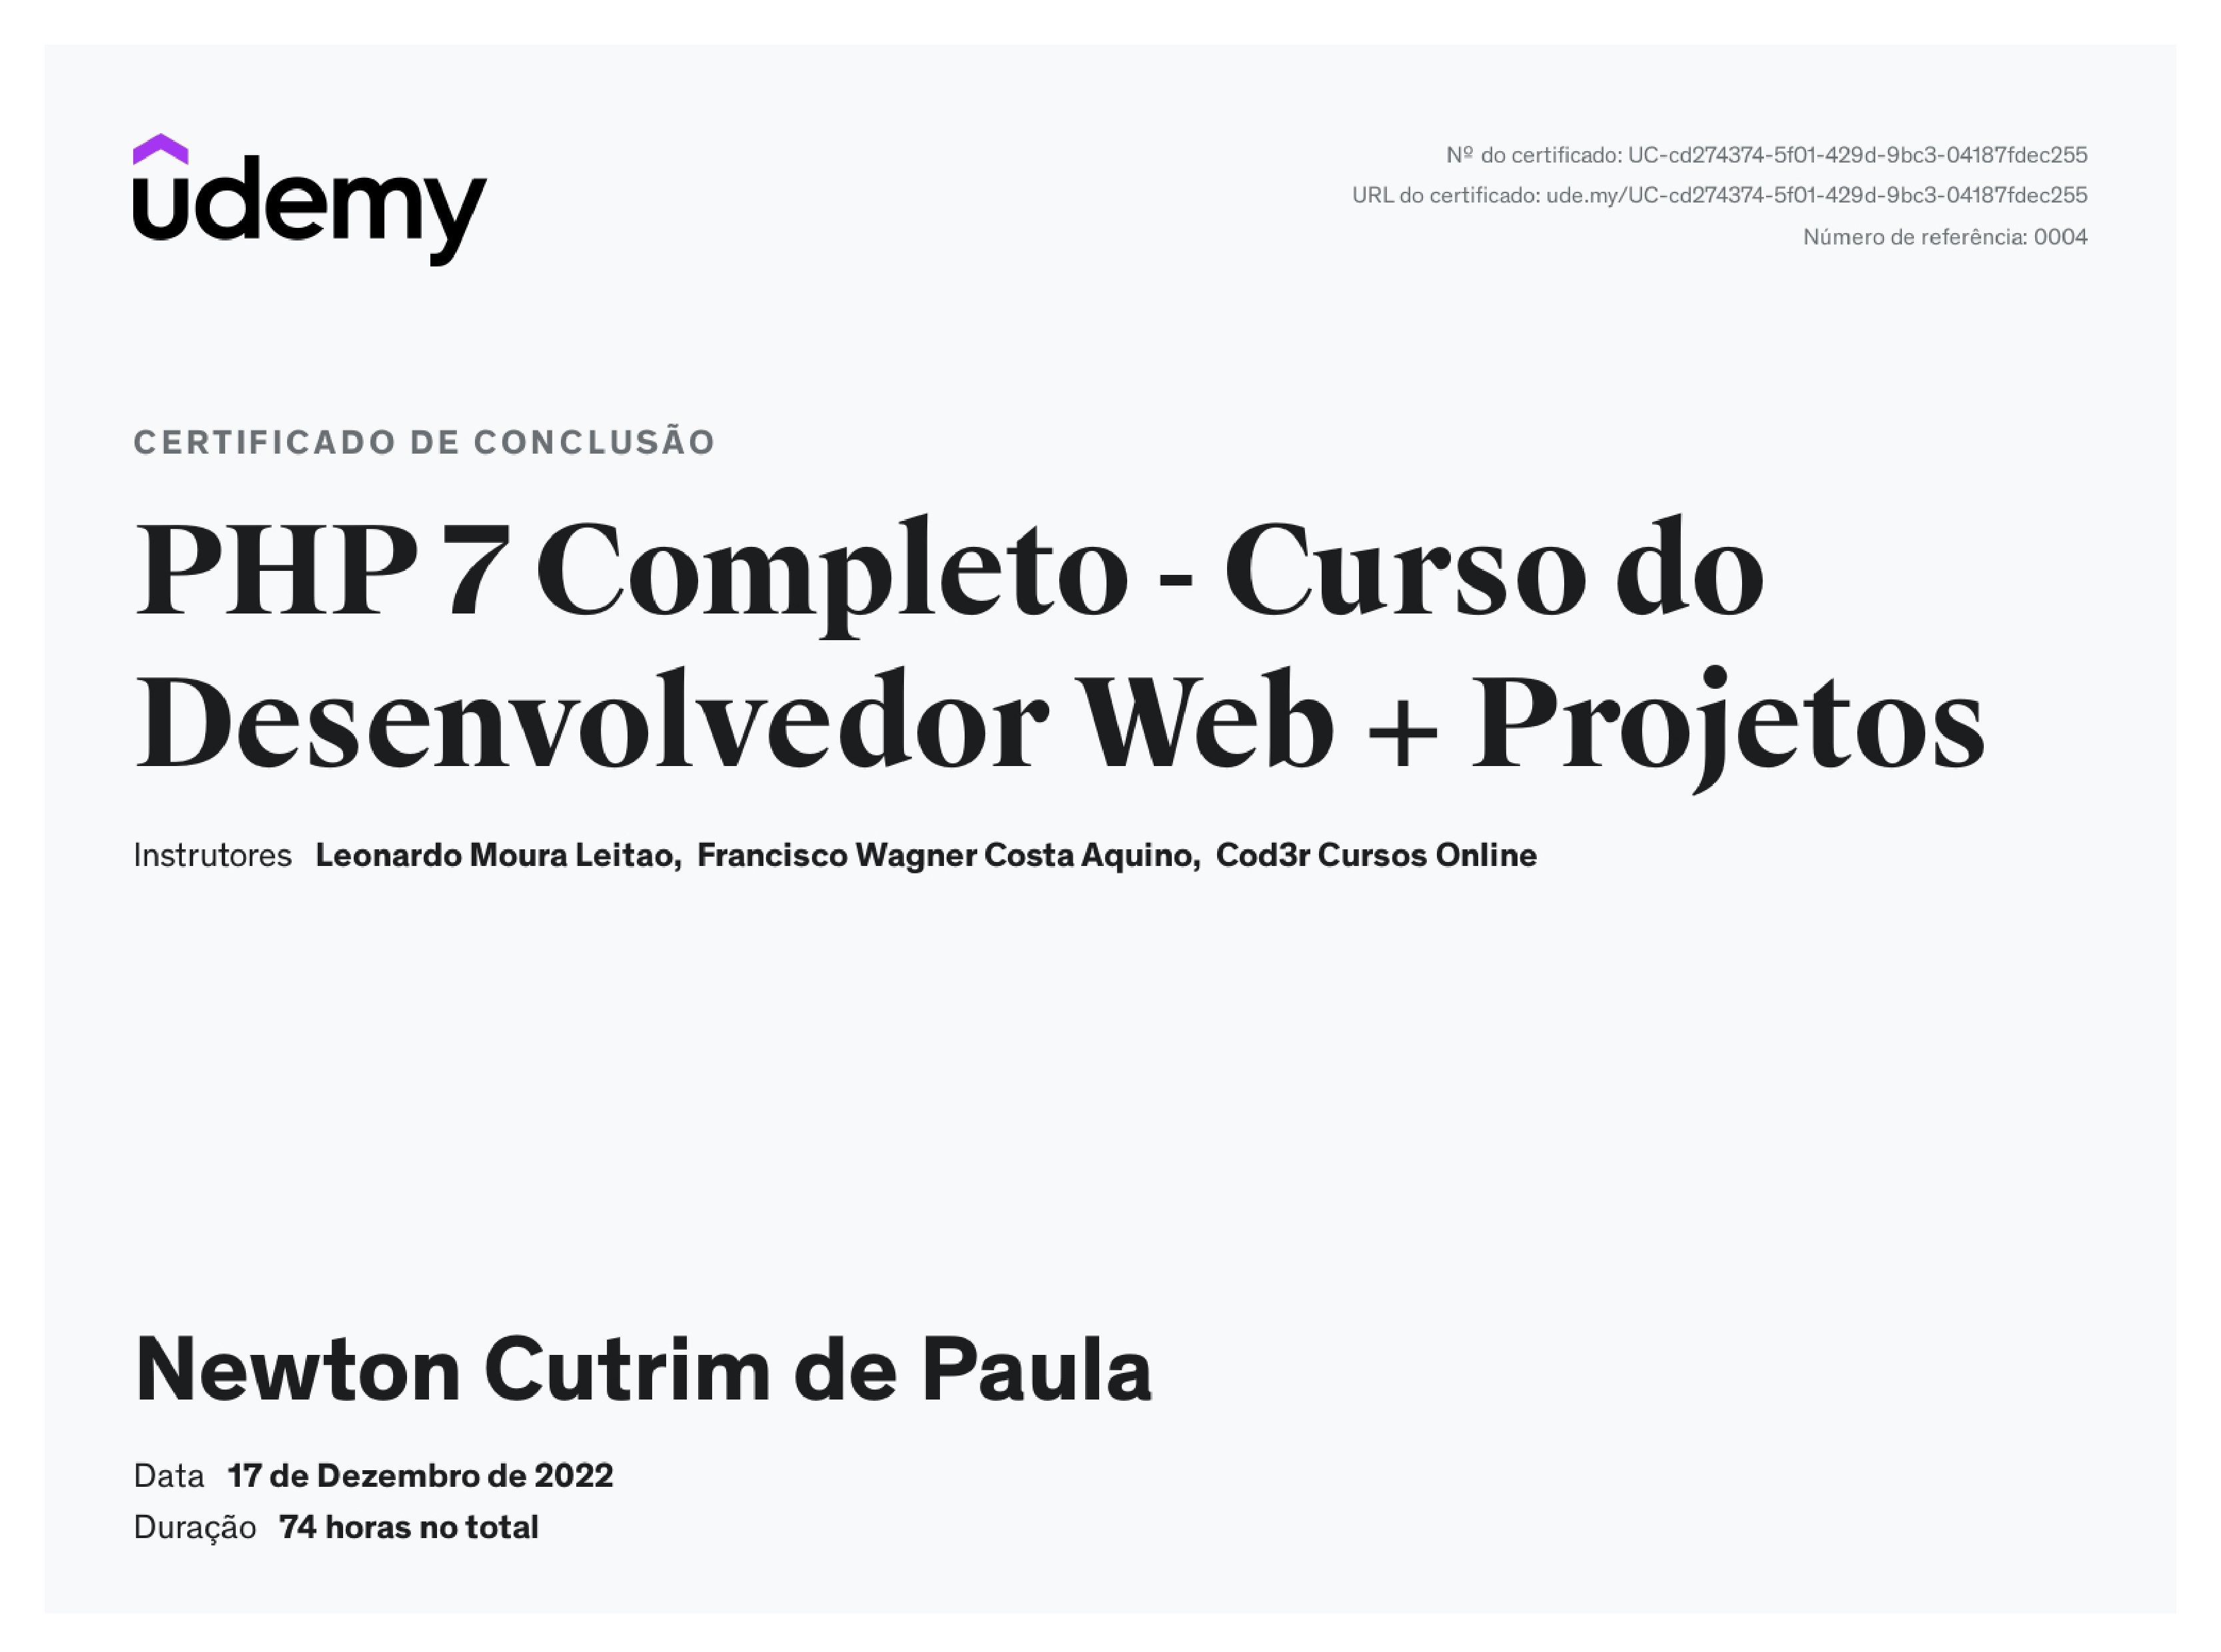 udemy
Nº do certificado: UC-cd274374-5f01-429d-9bc3-04187fdec255
URL do certificado: ude.my/UC-cd274374-5f01-429d-9bc3-04187fdec255
Número de referência: 0004
CERTIFICADO DE CONCLUSÃO
PHP 7 Completo - Curso do
Desenvolvedor Web + Projetos
Instrutores Leonardo Moura Leitao, Francisco Wagner Costa Aquino, Cod3r Cursos Online
Newton Cutrim de Paula
Data 17 de Dezembro de 2022
Duração 74 horas no total